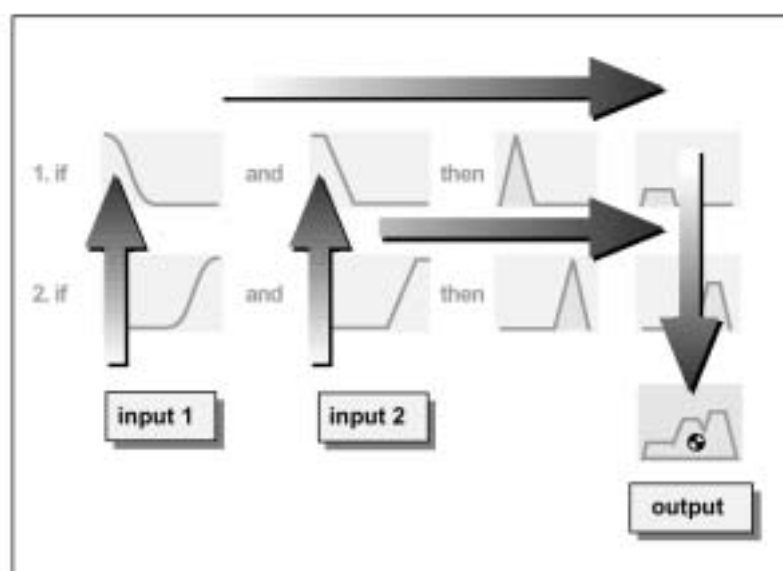 1. if and then
2. if and then
input 1 input 2
output